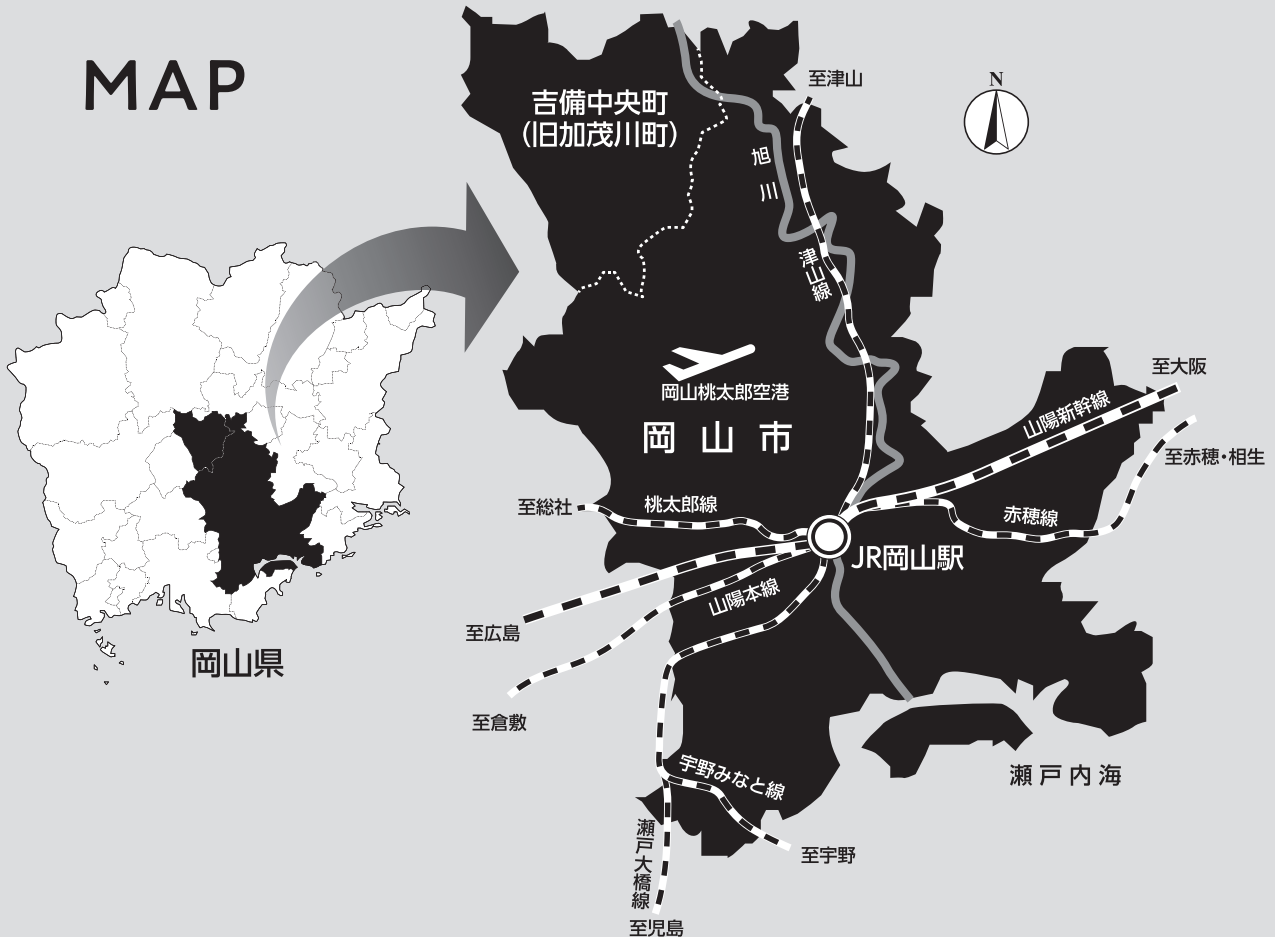 MAP
吉備中央町
（旧加茂川町）
至津山
N
旭川
津山線
岡山桃太郎空港
岡山市
至大阪
山陽新幹線
至赤穂・相生
至総社
桃太郎線
赤穂線
JR岡山駅
山陽本線
至広島
岡山県
至倉敷
宇野みなと線
瀬戸内海
瀬戸大橋線
至宇野
至児島